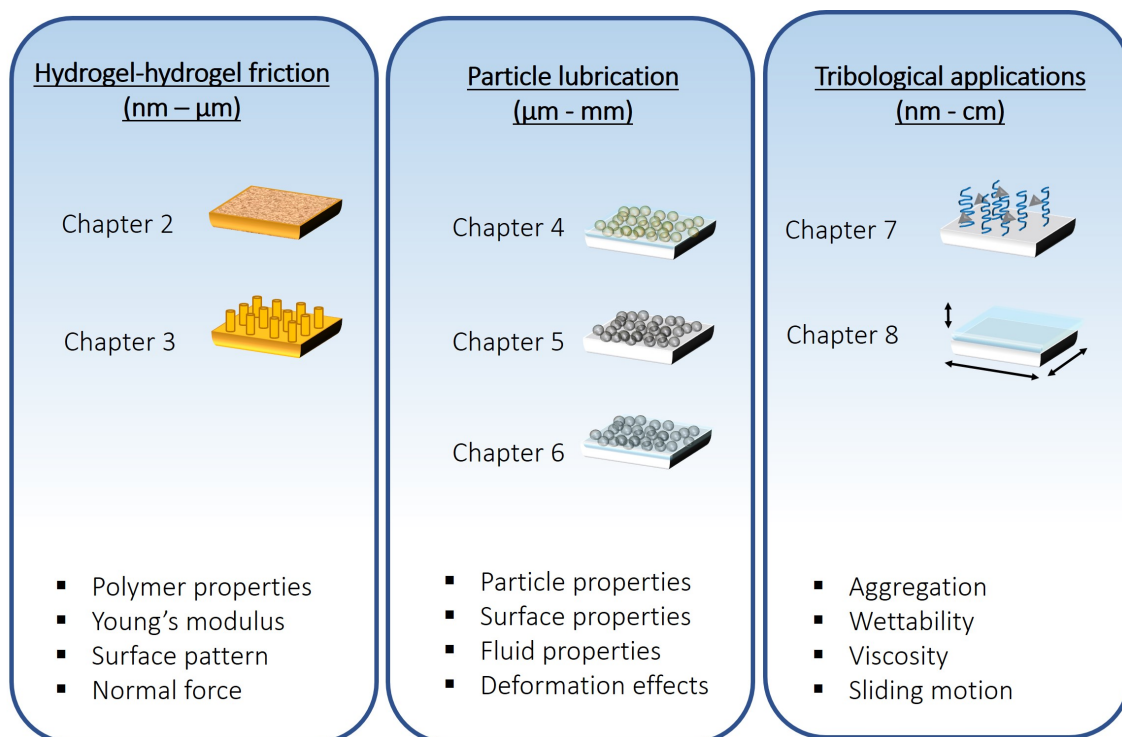 Hydrogel-hydrogel friction
(nm – µm)
Chapter 2
Chapter 3
▪ Polymer properties
▪ Young’s modulus
▪ Surface pattern
▪ Normal force
Particle lubrication
(µm - mm)
Chapter 4
Chapter 5
Chapter 6
▪ Particle properties
▪ Surface properties
▪ Fluid properties
▪ Deformation effects
Tribological applications
(nm - cm)
Chapter 7
Chapter 8
▪ Aggregation
▪ Wettability
▪ Viscosity
▪ Sliding motion